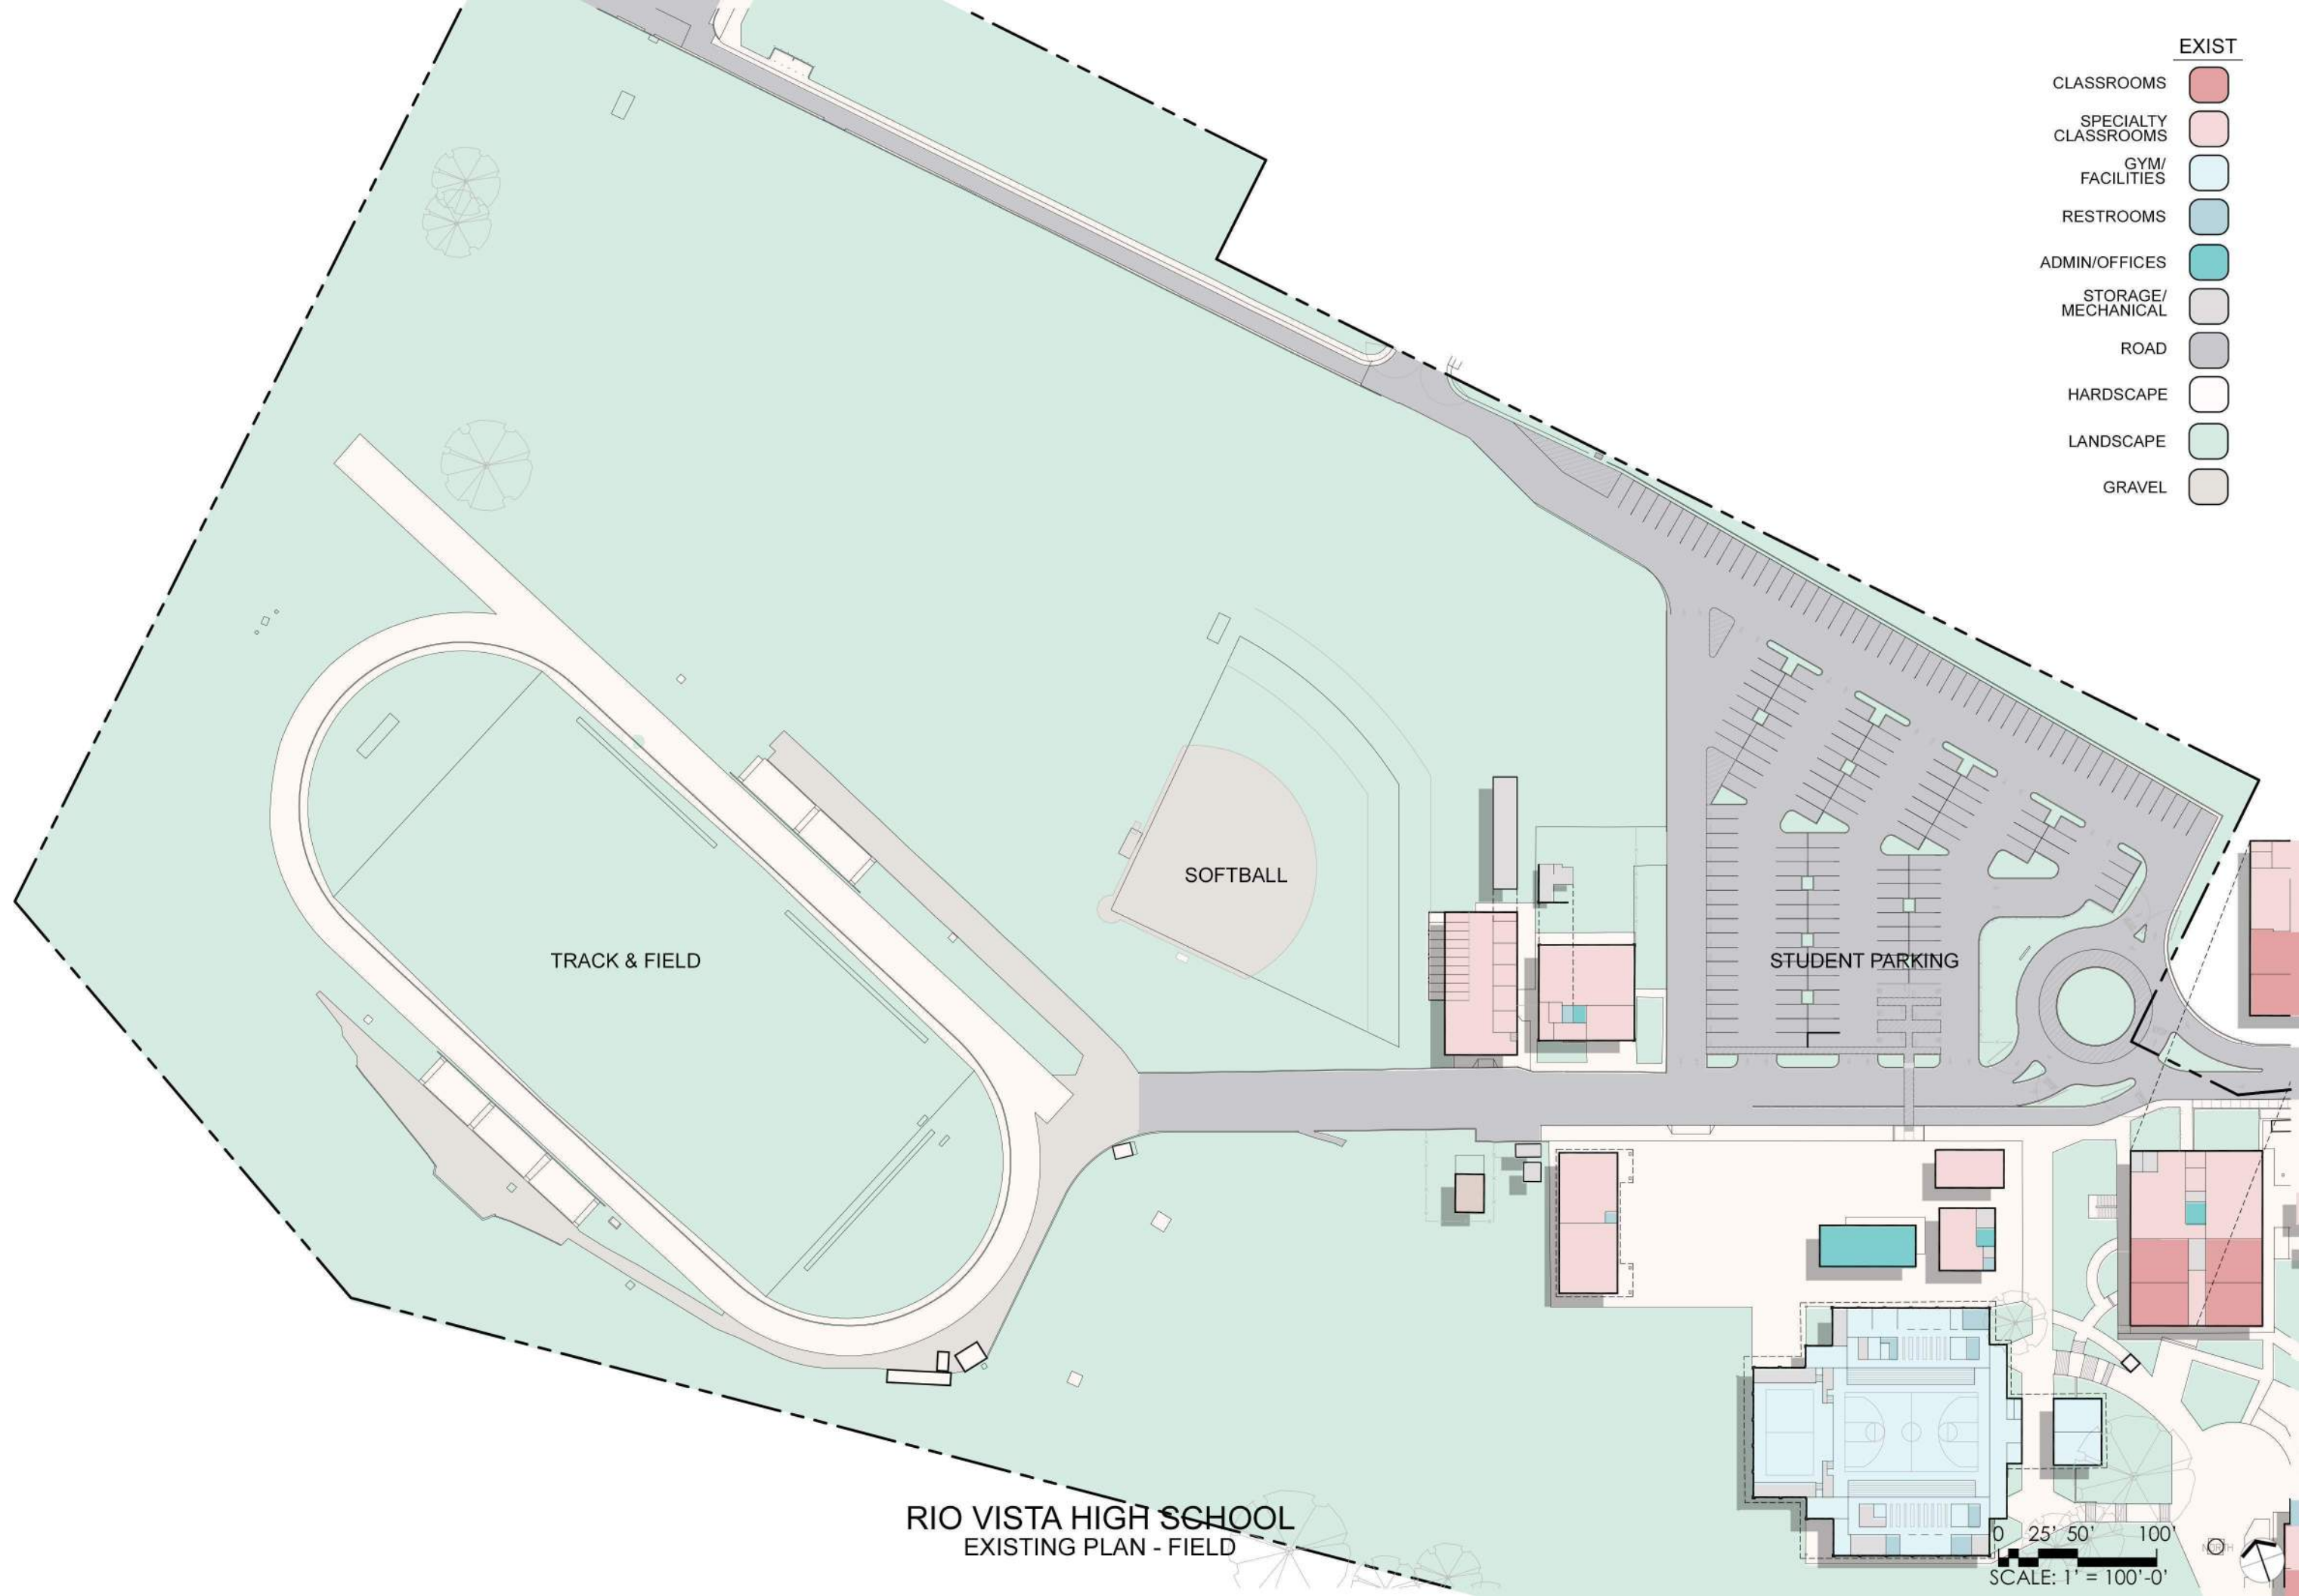 EXIST
CLASSROOMS
SPECIALTY
CLASSROOMS
GYM/
FACILITIES
RESTROOMS
ADMIN/OFFICES
STORAGE/
MECHANICAL
ROAD
HARDSCAPE
LANDSCAPE
GRAVEL
SOFTBALL
TRACK & FIELD
STUDENT PARKING
RIO VISTA HIGH SCHOOL
EXISTING PLAN - FIELD
0 25' 50' 100'
SCALE: 1' = 100'-0'
NORTH